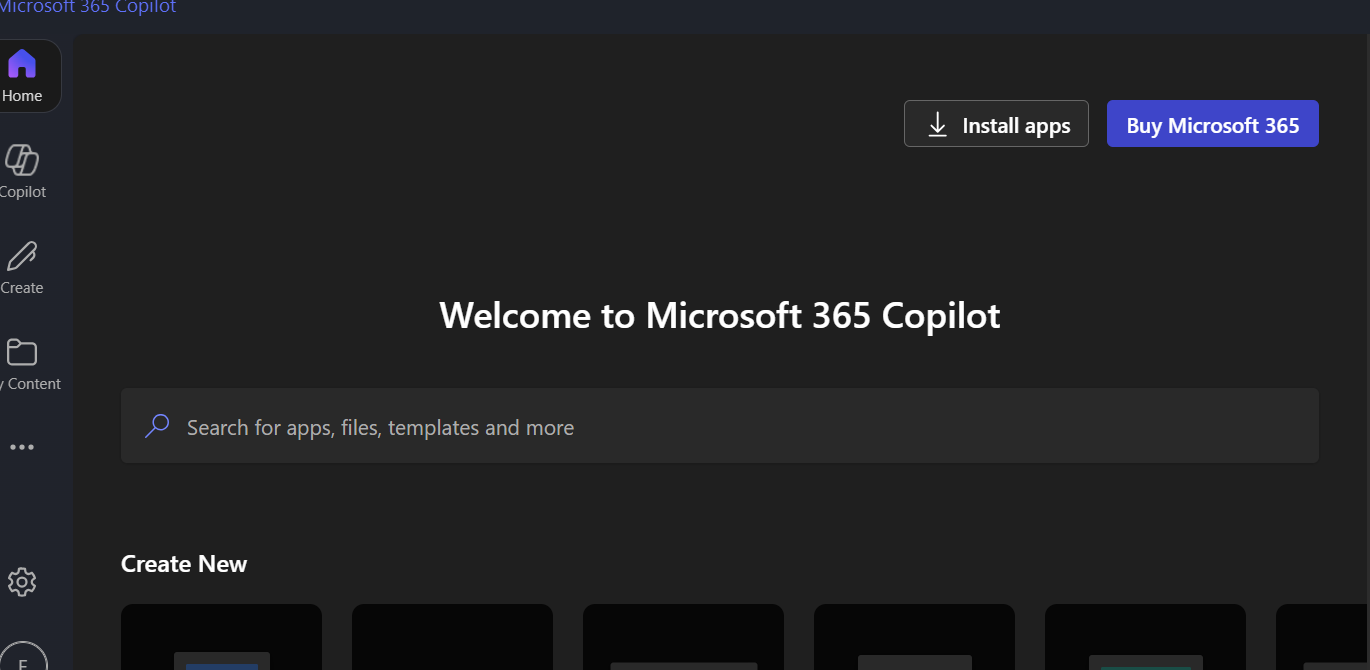 Microsoft 365 Copilot
Home
Install apps
Buy Microsoft 365
Copilot
Create
Welcome to Microsoft 365 Copilot
y Content
Search for apps, files, templates and more
Create New